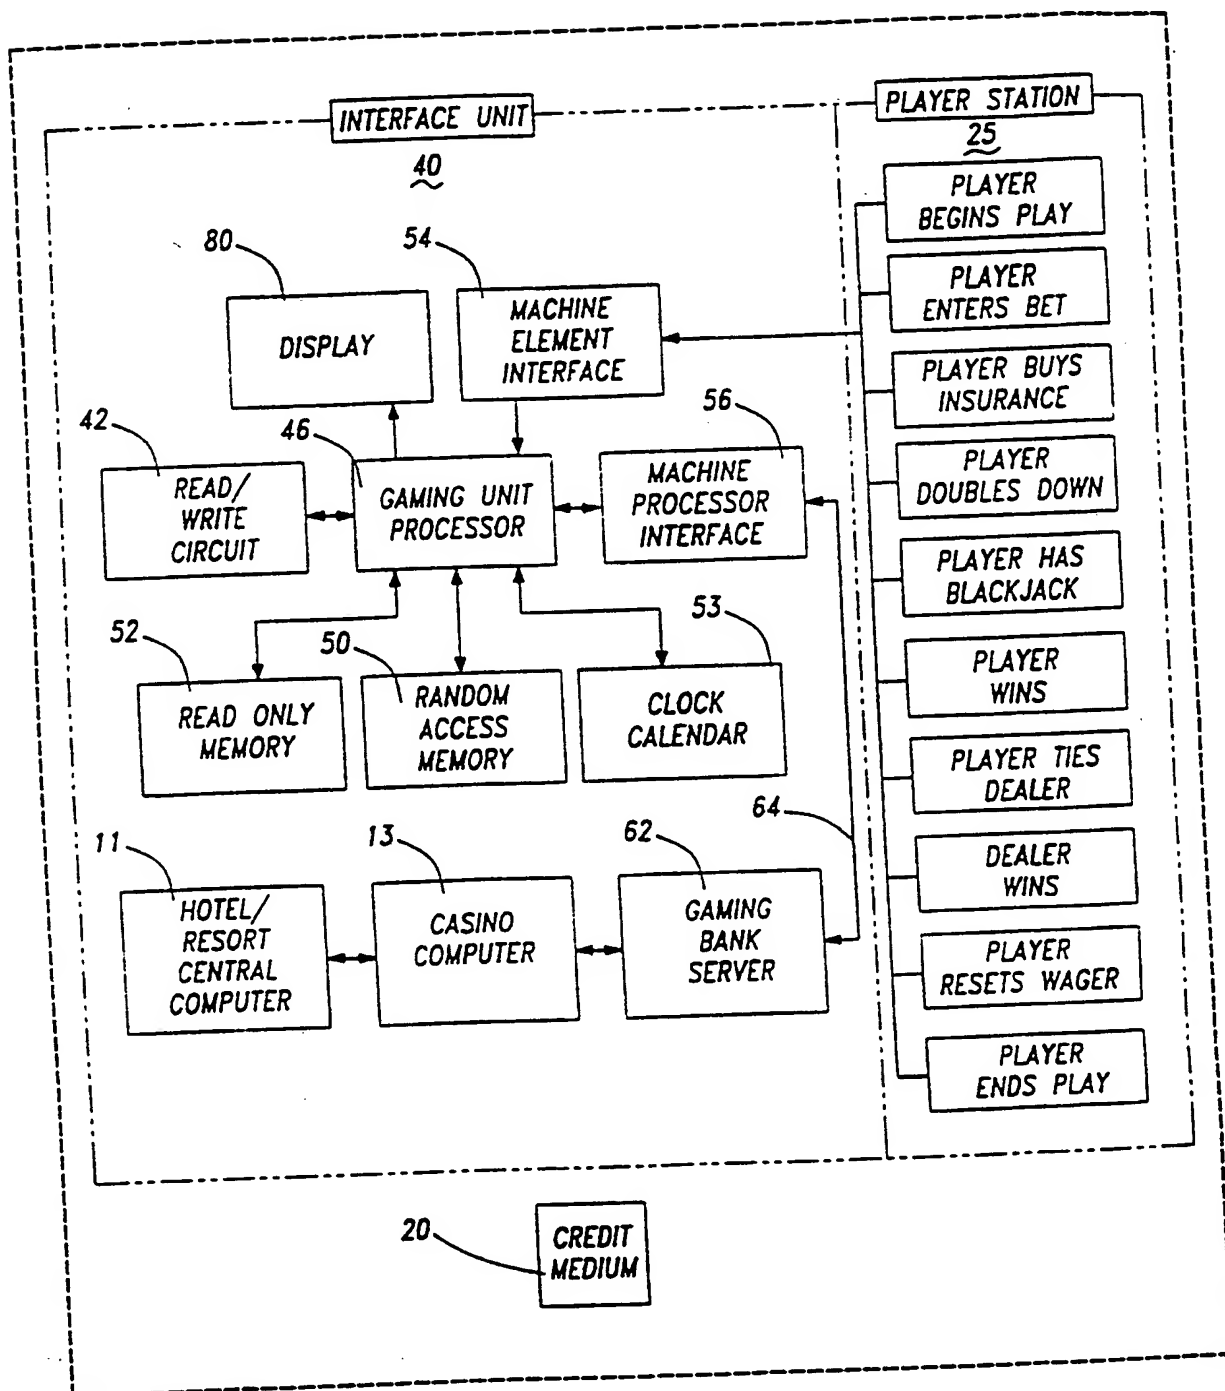 INTERFACE UNIT
40
PLAYER STATION
25
80
54
DISPLAY
MACHINE
ELEMENT
INTERFACE
42
46
56
READ/
WRITE
CIRCUIT
GAMING UNIT
PROCESSOR
MACHINE
PROCESSOR
INTERFACE
52
50
53
READ ONLY
MEMORY
RANDOM
ACCESS
MEMORY
CLOCK
CALENDAR
11
13
62
64
HOTEL/
RESORT
CENTRAL
COMPUTER
CASINO
COMPUTER
GAMING
BANK
SERVER
PLAYER
BEGINS PLAY
PLAYER
ENTERS BET
PLAYER BUYS
INSURANCE
PLAYER
DOUBLES DOWN
PLAYER HAS
BLACKJACK
PLAYER
WINS
PLAYER TIES
DEALER
DEALER
WINS
PLAYER
RESETS WAGER
PLAYER
ENDS PLAY
20
CREDIT
MEDIUM